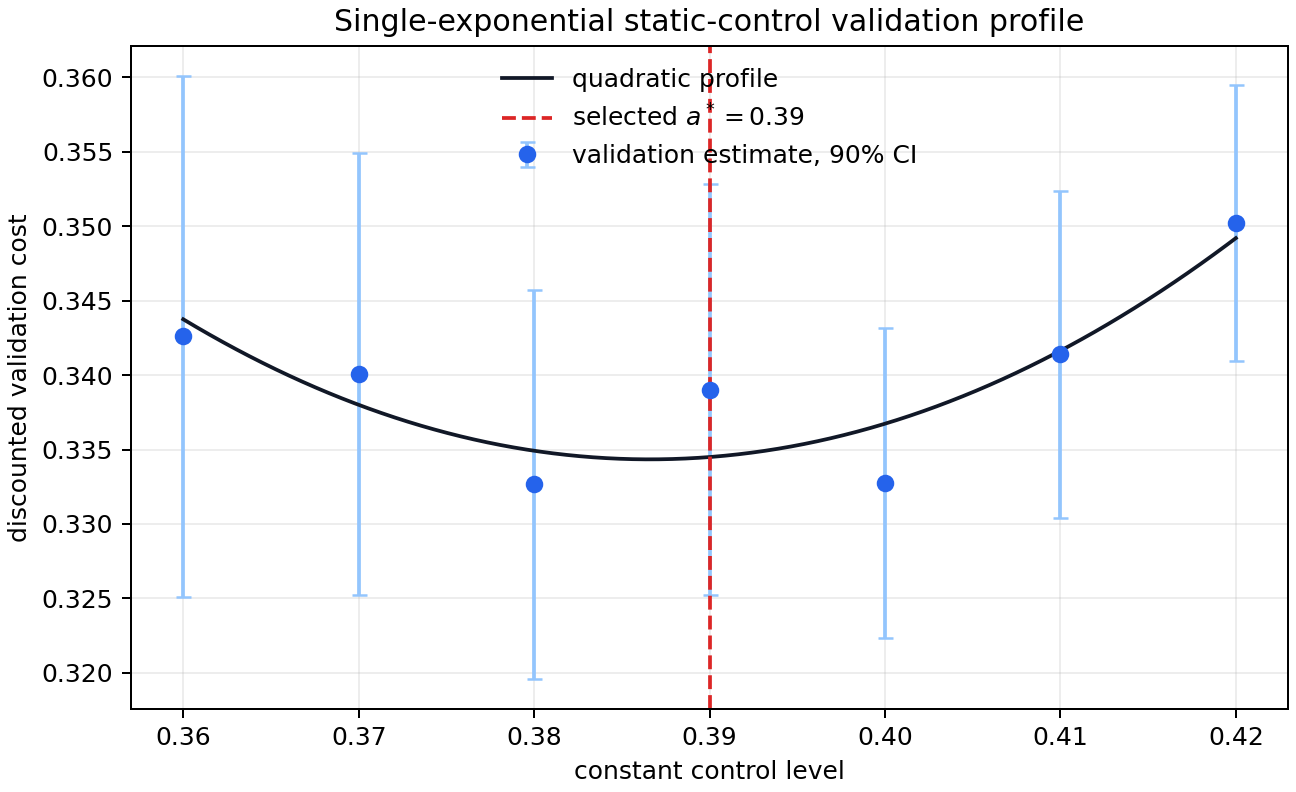 Single-exponential static-control validation profile
quadratic profile
selected a* = 0.39
validation estimate, 90% CI
discounted validation cost
0.360
0.355
0.350
0.345
0.340
0.335
0.330
0.325
0.320
0.36 0.37 0.38 0.39 0.40 0.41 0.42
constant control level